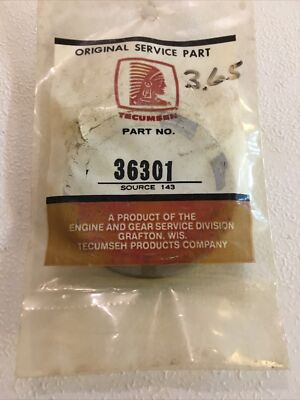 ORIGINAL SERVICE PART
3.65
TECUMSEH
PART NO.
36301
SOURCE 143
A PRODUCT OF THE
ENGINE AND GEAR SERVICE DIVISION
GRAFTON, WIS.
TECUMSEH PRODUCTS COMPANY